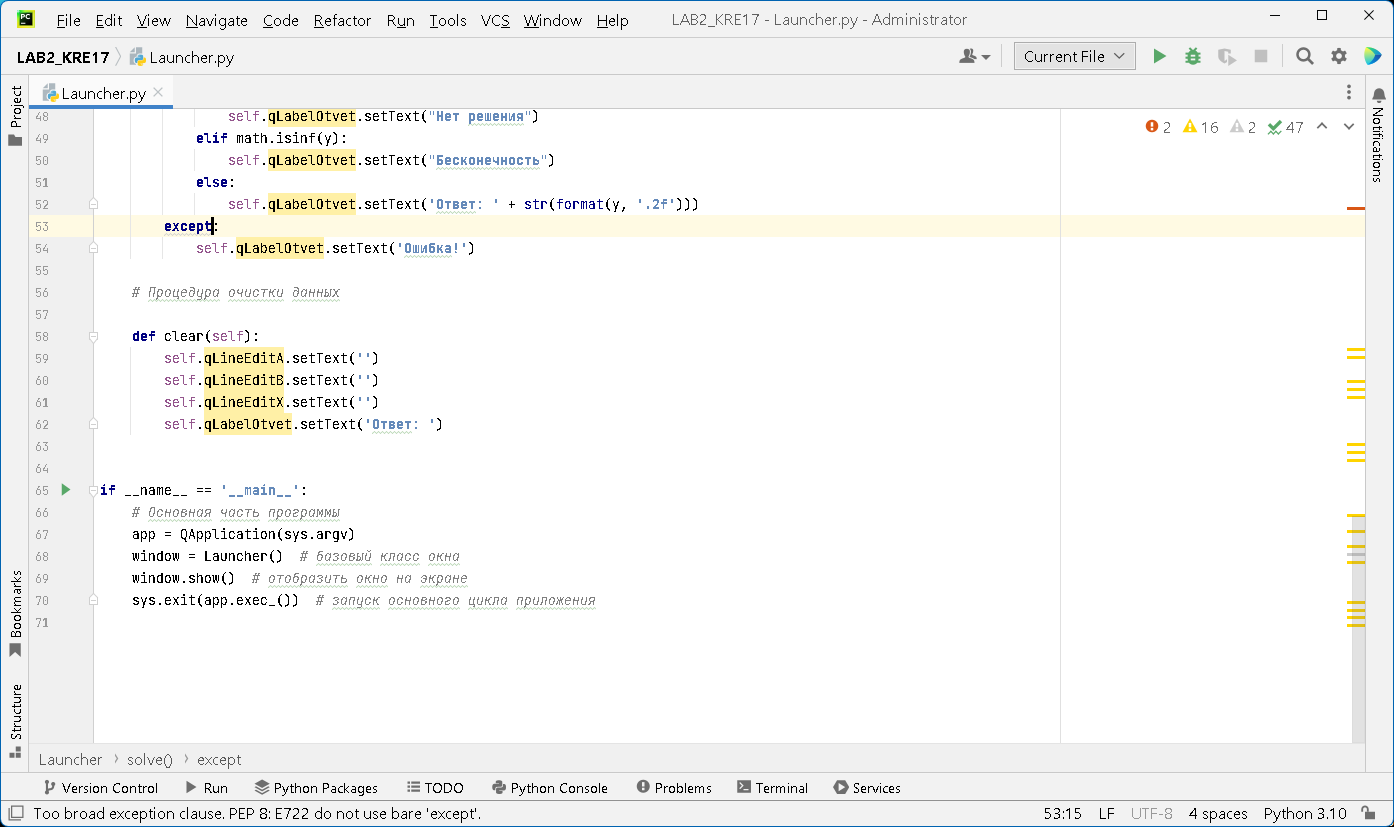 PC File Edit View Navigate Code Refactor Run Tools VCS Window Help LAB2_KRE17 - Launcher.py - Administrator
LAB2_KRE17 Launcher.py Current File
Project
Launcher.py
Notifications
2 16 2 47
48 self.qLabelOtvet.setText("Нет решения")
49 elif math.isinf(y):
50 self.qLabelOtvet.setText("Бесконечность")
51 else:
52 self.qLabelOtvet.setText('Ответ: ' + str(format(y, '.2f')))
53 except:
54 self.qLabelOtvet.setText('Ошибка!')
55
56 # Процедура очистки данных
57
58 def clear(self):
59 self.qLineEditA.setText('')
60 self.qLineEditB.setText('')
61 self.qLineEditX.setText('')
62 self.qLabelOtvet.setText('Ответ: ')
63
64
65 if __name__ == '__main__':
66 # Основная часть программы
67 app = QApplication(sys.argv)
68 window = Launcher() # базовый класс окна
69 window.show() # отобразить окно на экране
70 sys.exit(app.exec_()) # запуск основного цикла приложения
71
Bookmarks
Structure
Launcher solve() except
Version Control Run Python Packages TODO Python Console Problems Terminal Services
Too broad exception clause. PEP 8: E722 do not use bare 'except'. 53:15 LF UTF-8 4 spaces Python 3.10